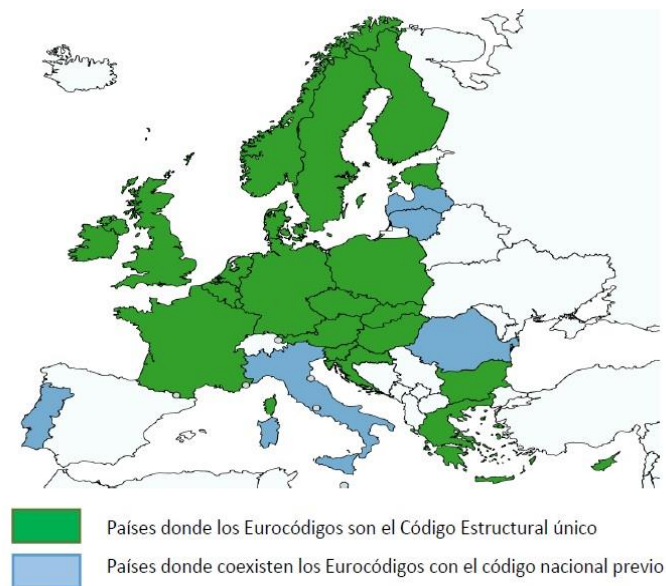 Países donde los Eurocódigos son el Código Estructural único
Países donde coexisten los Eurocódigos con el código nacional previo